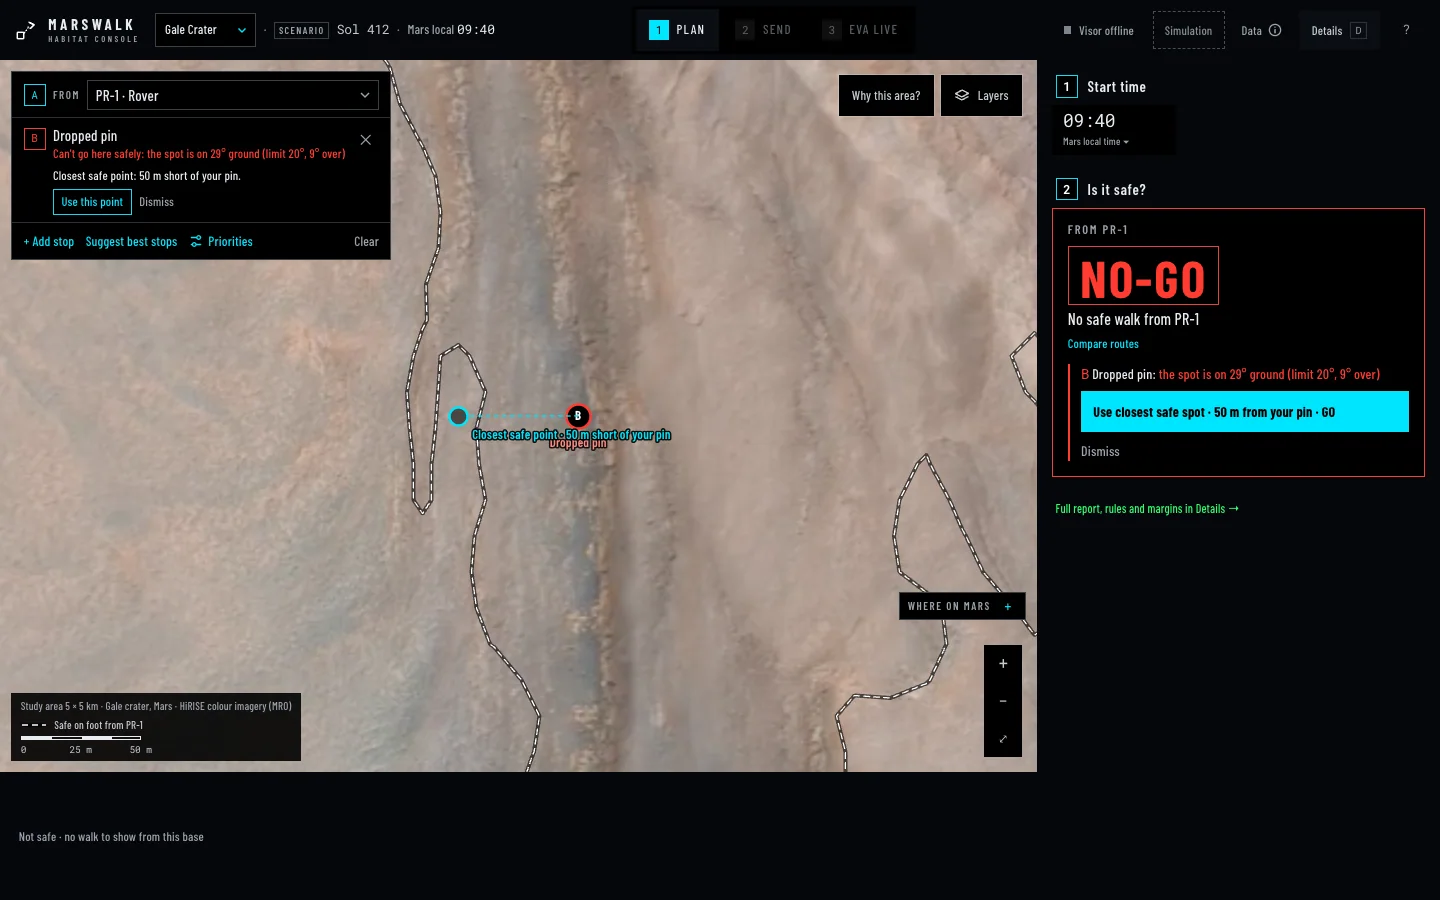 MARSWALK
HABITAT CONSOLE
Gale Crater
· SCENARIO Sol 412 · Mars local 09:40
1 PLAN
2 SEND
3 EVA LIVE
Visor offline
Simulation
Data
Details D
?
A FROM PR-1 · Rover
B Dropped pin
Can't go here safely: the spot is on 29° ground (limit 20°, 9° over)
Closest safe point: 50 m short of your pin.
Use this point Dismiss
+ Add stop Suggest best stops Priorities Clear
Why this area?
Layers
B
Closest safe point · 50 m short of your pin
Dropped pin
WHERE ON MARS +
+
−
Study area 5 × 5 km · Gale crater, Mars · HiRISE colour imagery (MRO)
Safe on foot from PR-1
0 25 m 50 m
1 Start time
09:40
Mars local time
2 Is it safe?
FROM PR-1
NO-GO
No safe walk from PR-1
Compare routes
B Dropped pin: the spot is on 29° ground (limit 20°, 9° over)
Use closest safe spot · 50 m from your pin · GO
Dismiss
Full report, rules and margins in Details →
Not safe · no walk to show from this base